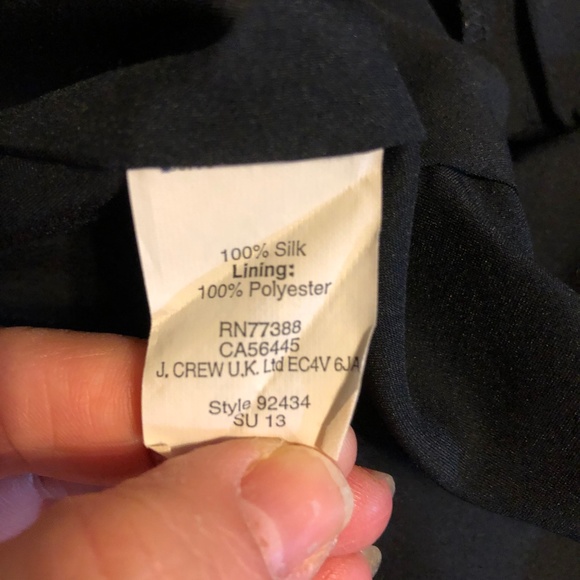 100% Silk
Lining:
100% Polyester
RN77388
CA56445
J. CREW U.K. Ltd EC4V 6JA
Style 92434
SU 13